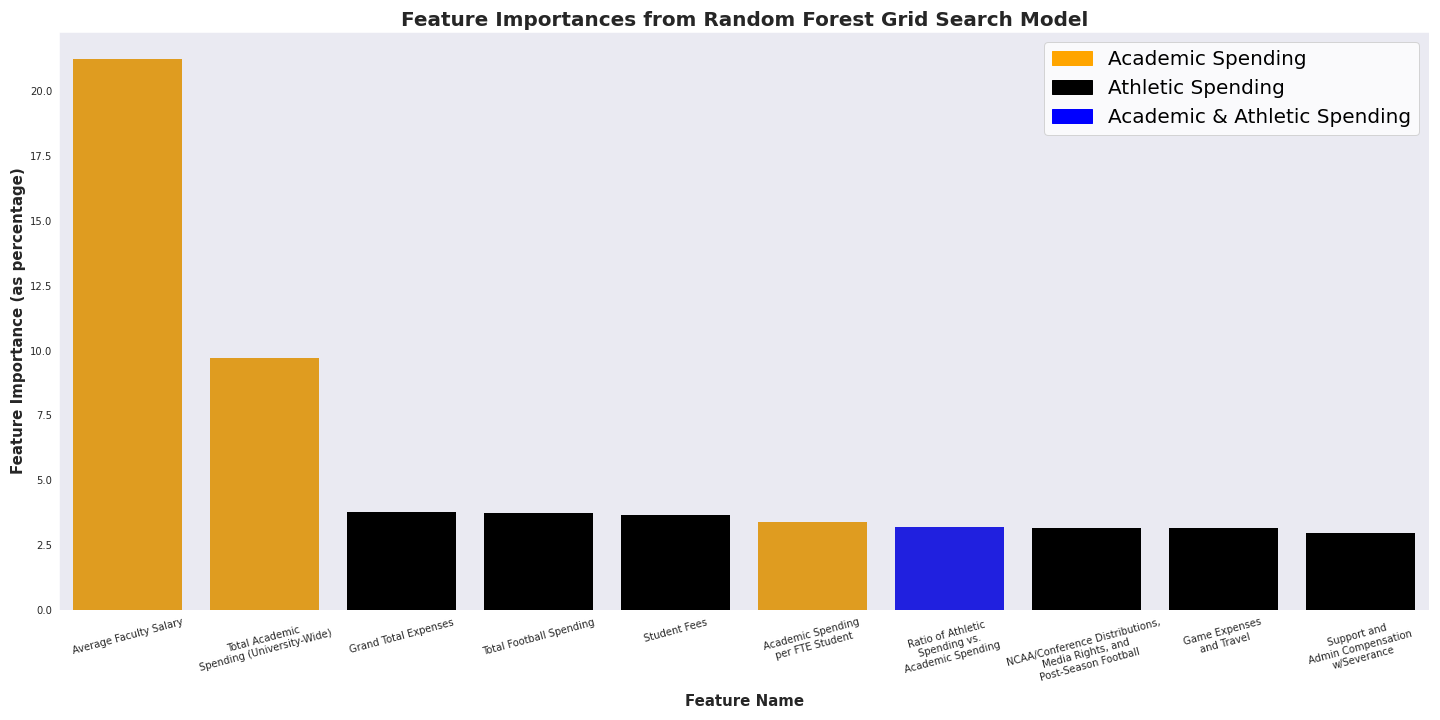 Feature Importances from Random Forest Grid Search Model
Academic Spending
Athletic Spending
Academic & Athletic Spending
Feature Importance (as percentage)
20.0
17.5
15.0
12.5
10.0
7.5
5.0
2.5
0.0
Average Faculty Salary
Total Academic
Spending (University-Wide)
Grand Total Expenses
Total Football Spending
Student Fees
Academic Spending
per FTE Student
Ratio of Athletic
Spending vs.
Academic Spending
NCAA/Conference Distributions,
Media Rights, and
Post-Season Football
Game Expenses
and Travel
Support and
Admin Compensation
w/Severance
Feature Name